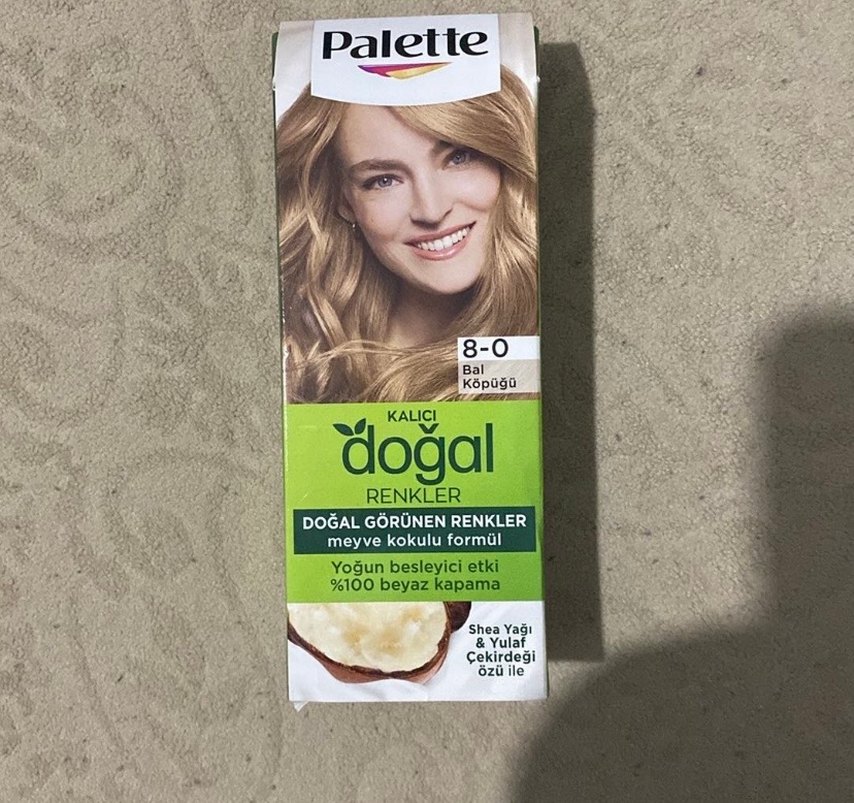 Palette
8-0
Bal
Köpüğü
KALICI
doğal
RENKLER
DOĞAL GÖRÜNEN RENKLER
meyve kokulu formül
Yoğun besleyici etki
%100 beyaz kapama
Shea Yağı
& Yulaf
Çekirdeği
özü ile